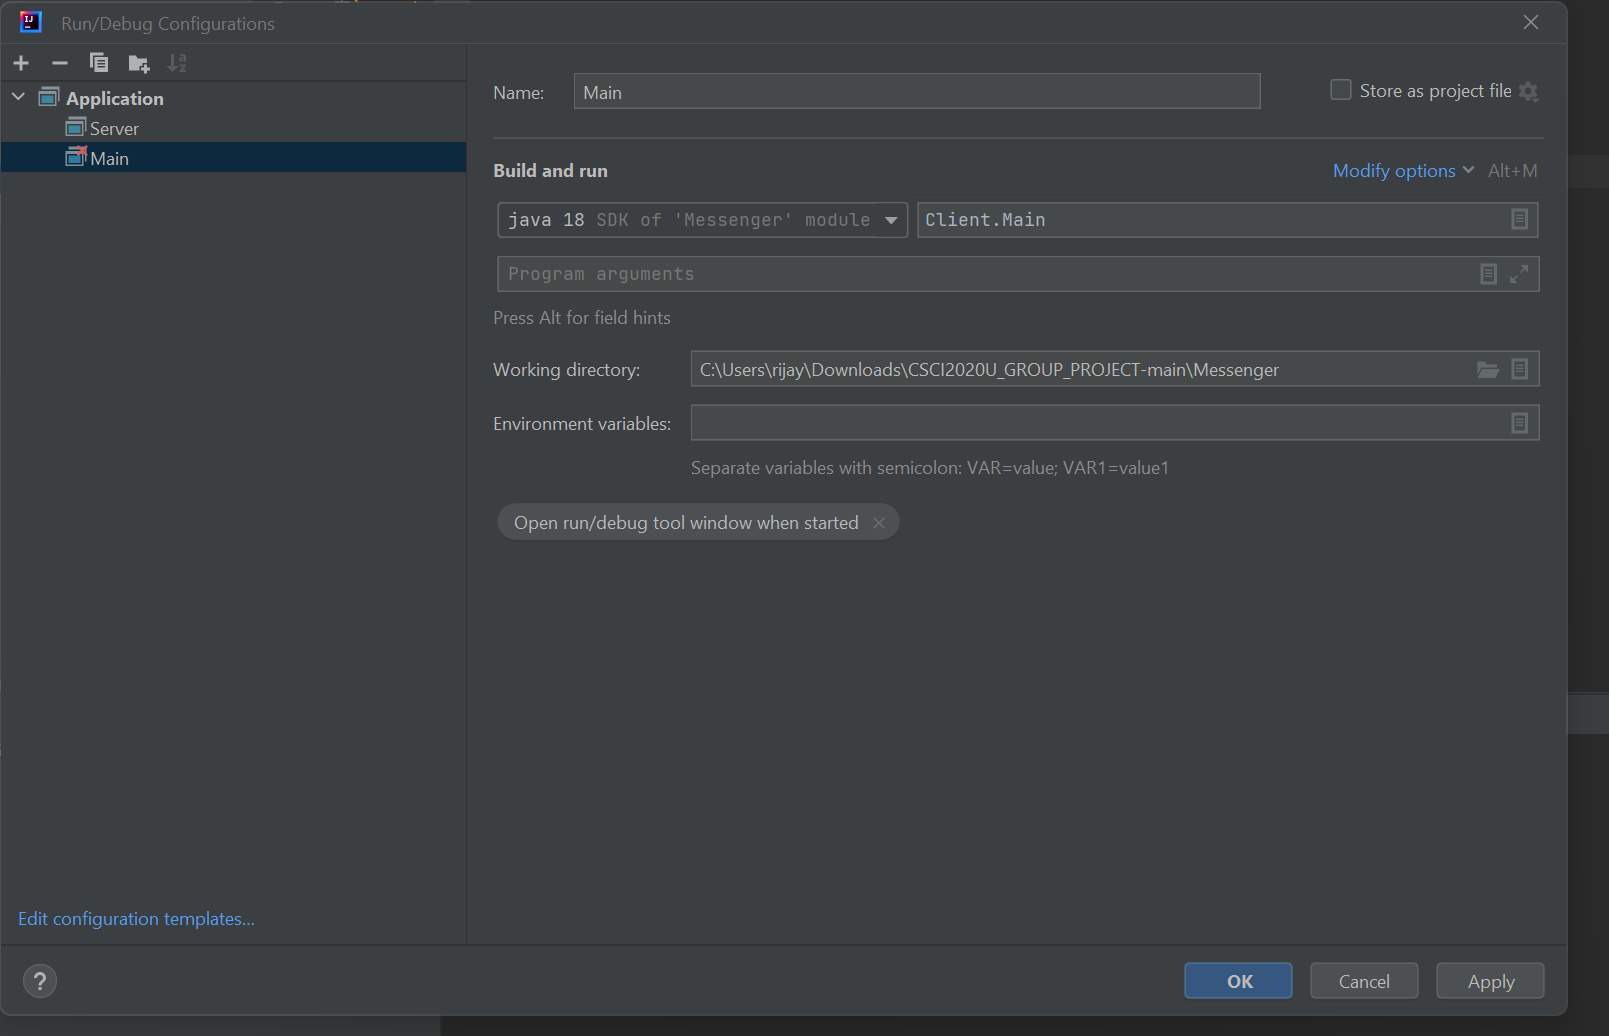 Run/Debug Configurations
Application
Server
Main
Edit configuration templates...
Name: Main
Store as project file
Build and run
Modify options Alt+M
java 18 SDK of 'Messenger' module
Client.Main
Program arguments
Press Alt for field hints
Working directory: C:\Users\rijay\Downloads\CSCI2020U_GROUP_PROJECT-main\Messenger
Environment variables:
Separate variables with semicolon: VAR=value; VAR1=value1
Open run/debug tool window when started
?
OK Cancel Apply